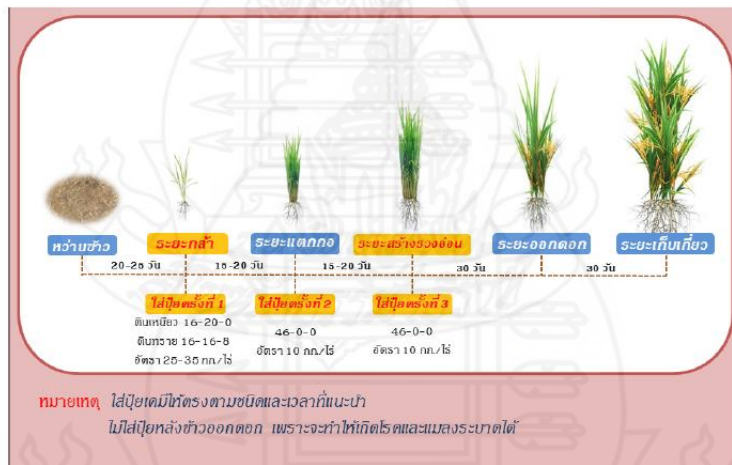 หว่านข้าว
ระยะกล้า
ระยะแตกกอ
ระยะสร้างรวงอ่อน
ระยะออกดอก
ระยะเก็บเกี่ยว
20-25 วัน
15-20 วัน
15-20 วัน
30 วัน
30 วัน
ใส่ปุ๋ยครั้งที่ 1
ดินเหนียว 16-20-0
ดินทราย 16-16-8
อัตรา 25-35 กก./ไร่
ใส่ปุ๋ยครั้งที่ 2
46-0-0
อัตรา 10 กก./ไร่
ใส่ปุ๋ยครั้งที่ 3
46-0-0
อัตรา 10 กก./ไร่
หมายเหตุ ใส่ปุ๋ยเคมีให้ตรงตามชนิดและเวลาที่แนะนำ
ไม่ใส่ปุ๋ยหลังข้าวออกดอก เพราะจะทำให้เกิดโรคและแมลงระบาดได้